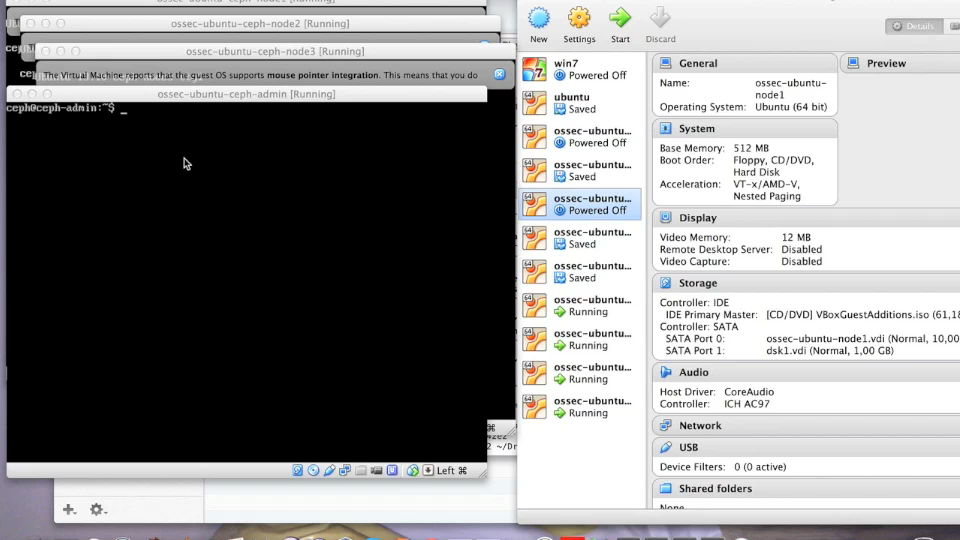 ossec-ubuntu-ceph-node2 [Running]
ossec-ubuntu-ceph-node3 [Running]
The Virtual Machine reports that the guest OS supports mouse pointer integration. This means that you do
ossec-ubuntu-ceph-admin [Running]
ceph@ceph-admin:~$ _
Left ⌘
New
Settings
Start
Discard
Details
win7
Powered Off
ubuntu
Saved
ossec-ubuntu...
Powered Off
ossec-ubuntu...
Saved
ossec-ubuntu...
Powered Off
ossec-ubuntu...
Saved
ossec-ubuntu...
Saved
ossec-ubuntu...
Running
ossec-ubuntu...
Running
ossec-ubuntu...
Running
ossec-ubuntu...
Running
General
Name: ossec-ubuntu-
node1
Operating System: Ubuntu (64 bit)
System
Base Memory: 512 MB
Boot Order: Floppy, CD/DVD,
Hard Disk
Acceleration: VT-x/AMD-V,
Nested Paging
Display
Video Memory: 12 MB
Remote Desktop Server: Disabled
Video Capture: Disabled
Storage
Controller: IDE
IDE Primary Master: [CD/DVD] VBoxGuestAdditions.iso (61,18
Controller: SATA
SATA Port 0: ossec-ubuntu-node1.vdi (Normal, 10,00
SATA Port 1: dsk1.vdi (Normal, 1,00 GB)
Audio
Host Driver: CoreAudio
Controller: ICH AC97
Network
USB
Device Filters: 0 (0 active)
Shared folders
None
Preview